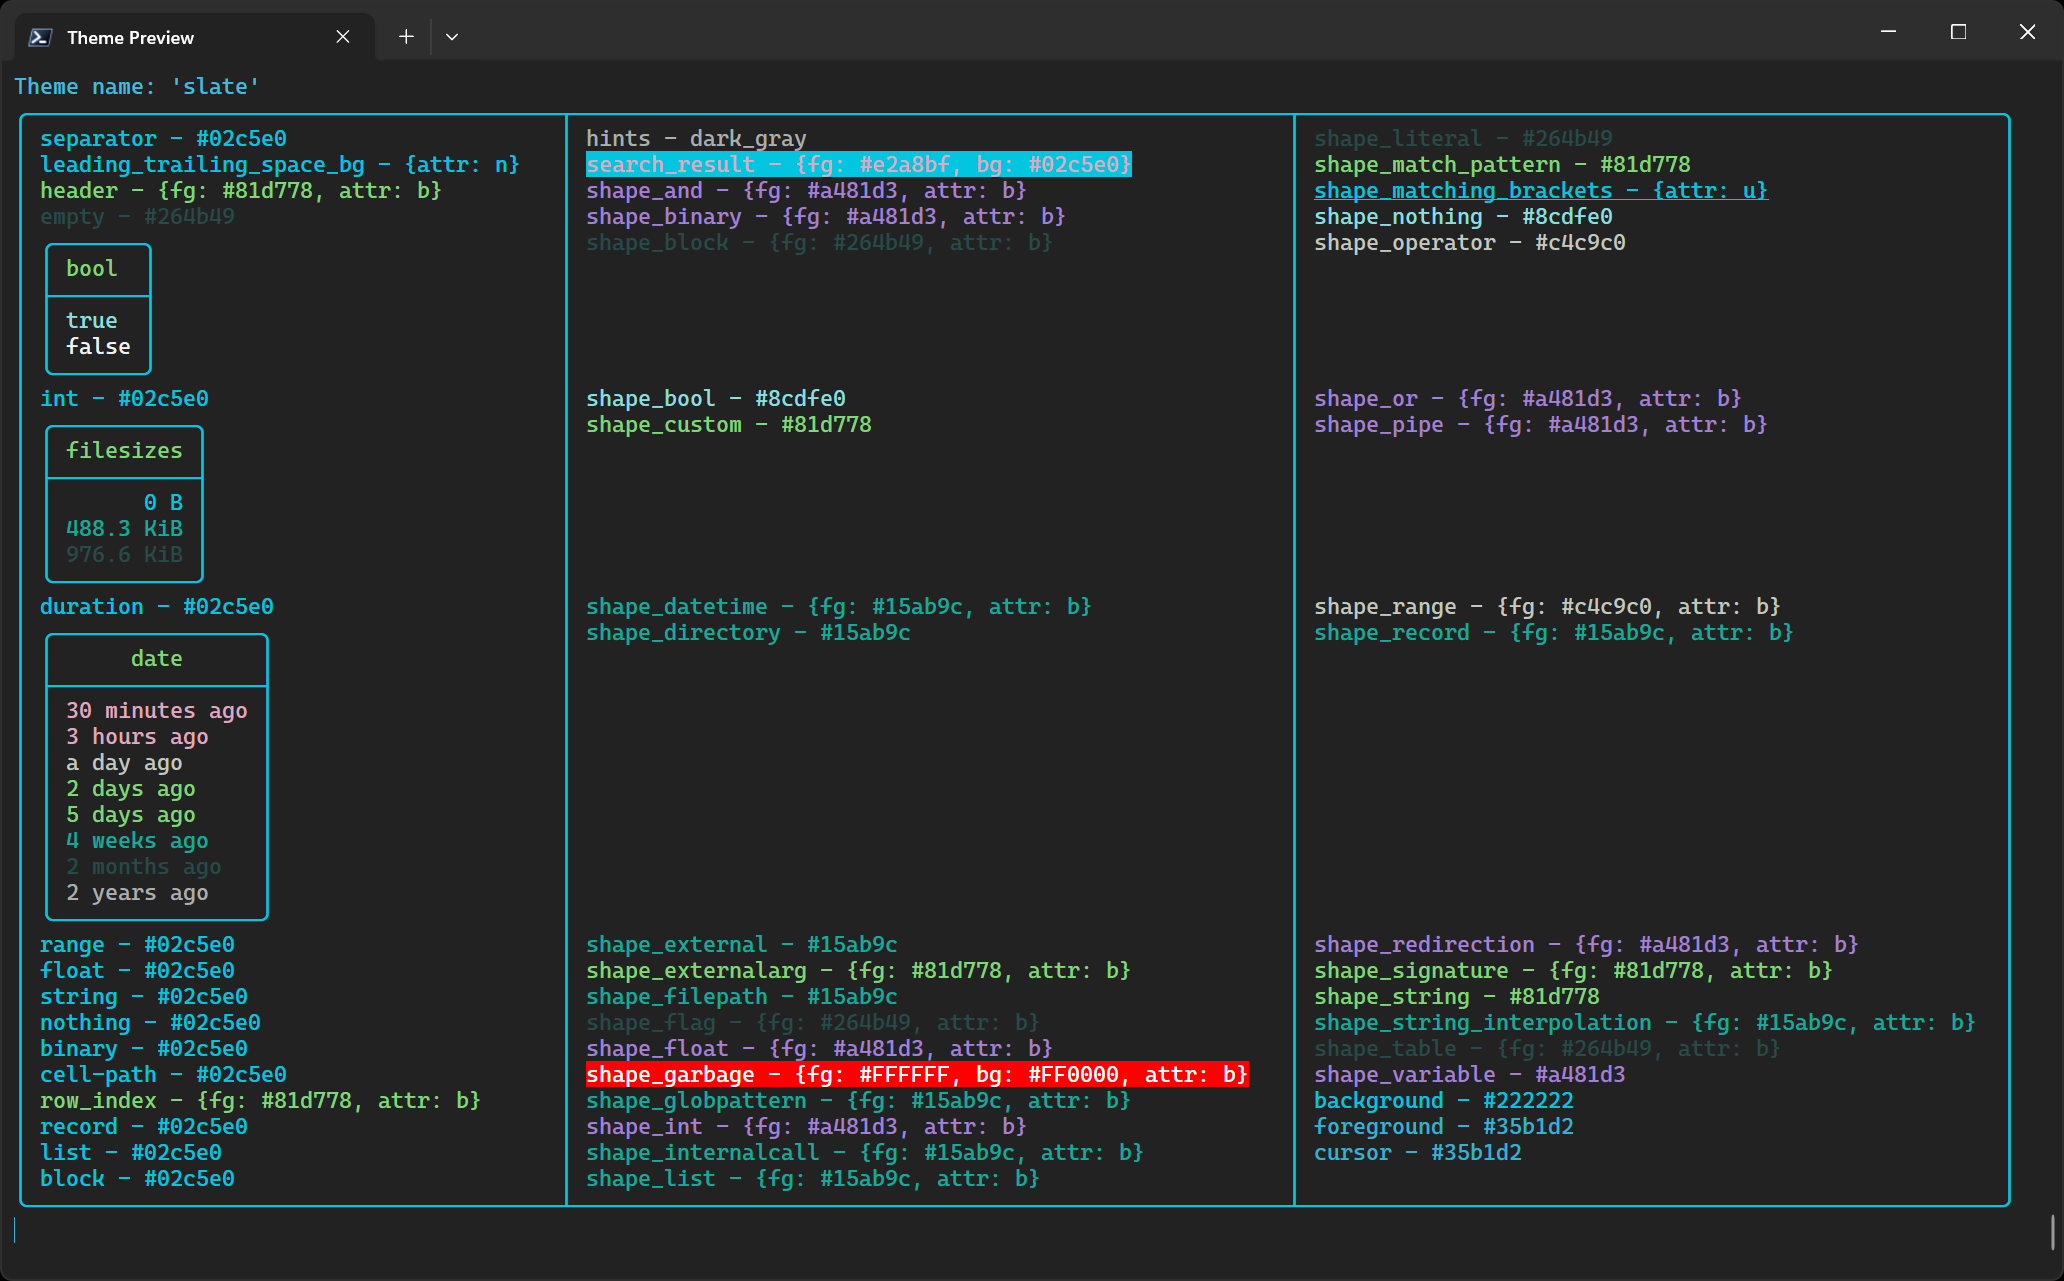 Theme Preview
Theme name: 'slate'
separator - #02c5e0
leading_trailing_space_bg - {attr: n}
header - {fg: #81d778, attr: b}
empty - #264b49
bool
true
false
int - #02c5e0
filesizes
0 B
488.3 KiB
976.6 KiB
duration - #02c5e0
date
30 minutes ago
3 hours ago
a day ago
2 days ago
5 days ago
4 weeks ago
2 months ago
2 years ago
range - #02c5e0
float - #02c5e0
string - #02c5e0
nothing - #02c5e0
binary - #02c5e0
cell-path - #02c5e0
row_index - {fg: #81d778, attr: b}
record - #02c5e0
list - #02c5e0
block - #02c5e0
hints - dark_gray
search_result - {fg: #e2a8bf, bg: #02c5e0}
shape_and - {fg: #a481d3, attr: b}
shape_binary - {fg: #a481d3, attr: b}
shape_block - {fg: #264b49, attr: b}
shape_bool - #8cdfe0
shape_custom - #81d778
shape_datetime - {fg: #15ab9c, attr: b}
shape_directory - #15ab9c
shape_external - #15ab9c
shape_externalarg - {fg: #81d778, attr: b}
shape_filepath - #15ab9c
shape_flag - {fg: #264b49, attr: b}
shape_float - {fg: #a481d3, attr: b}
shape_garbage - {fg: #FFFFFF, bg: #FF0000, attr: b}
shape_globpattern - {fg: #15ab9c, attr: b}
shape_int - {fg: #a481d3, attr: b}
shape_internalcall - {fg: #15ab9c, attr: b}
shape_list - {fg: #15ab9c, attr: b}
shape_literal - #264b49
shape_match_pattern - #81d778
shape_matching_brackets - {attr: u}
shape_nothing - #8cdfe0
shape_operator - #c4c9c0
shape_or - {fg: #a481d3, attr: b}
shape_pipe - {fg: #a481d3, attr: b}
shape_range - {fg: #c4c9c0, attr: b}
shape_record - {fg: #15ab9c, attr: b}
shape_redirection - {fg: #a481d3, attr: b}
shape_signature - {fg: #81d778, attr: b}
shape_string - #81d778
shape_string_interpolation - {fg: #15ab9c, attr: b}
shape_table - {fg: #264b49, attr: b}
shape_variable - #a481d3
background - #222222
foreground - #35b1d2
cursor - #35b1d2